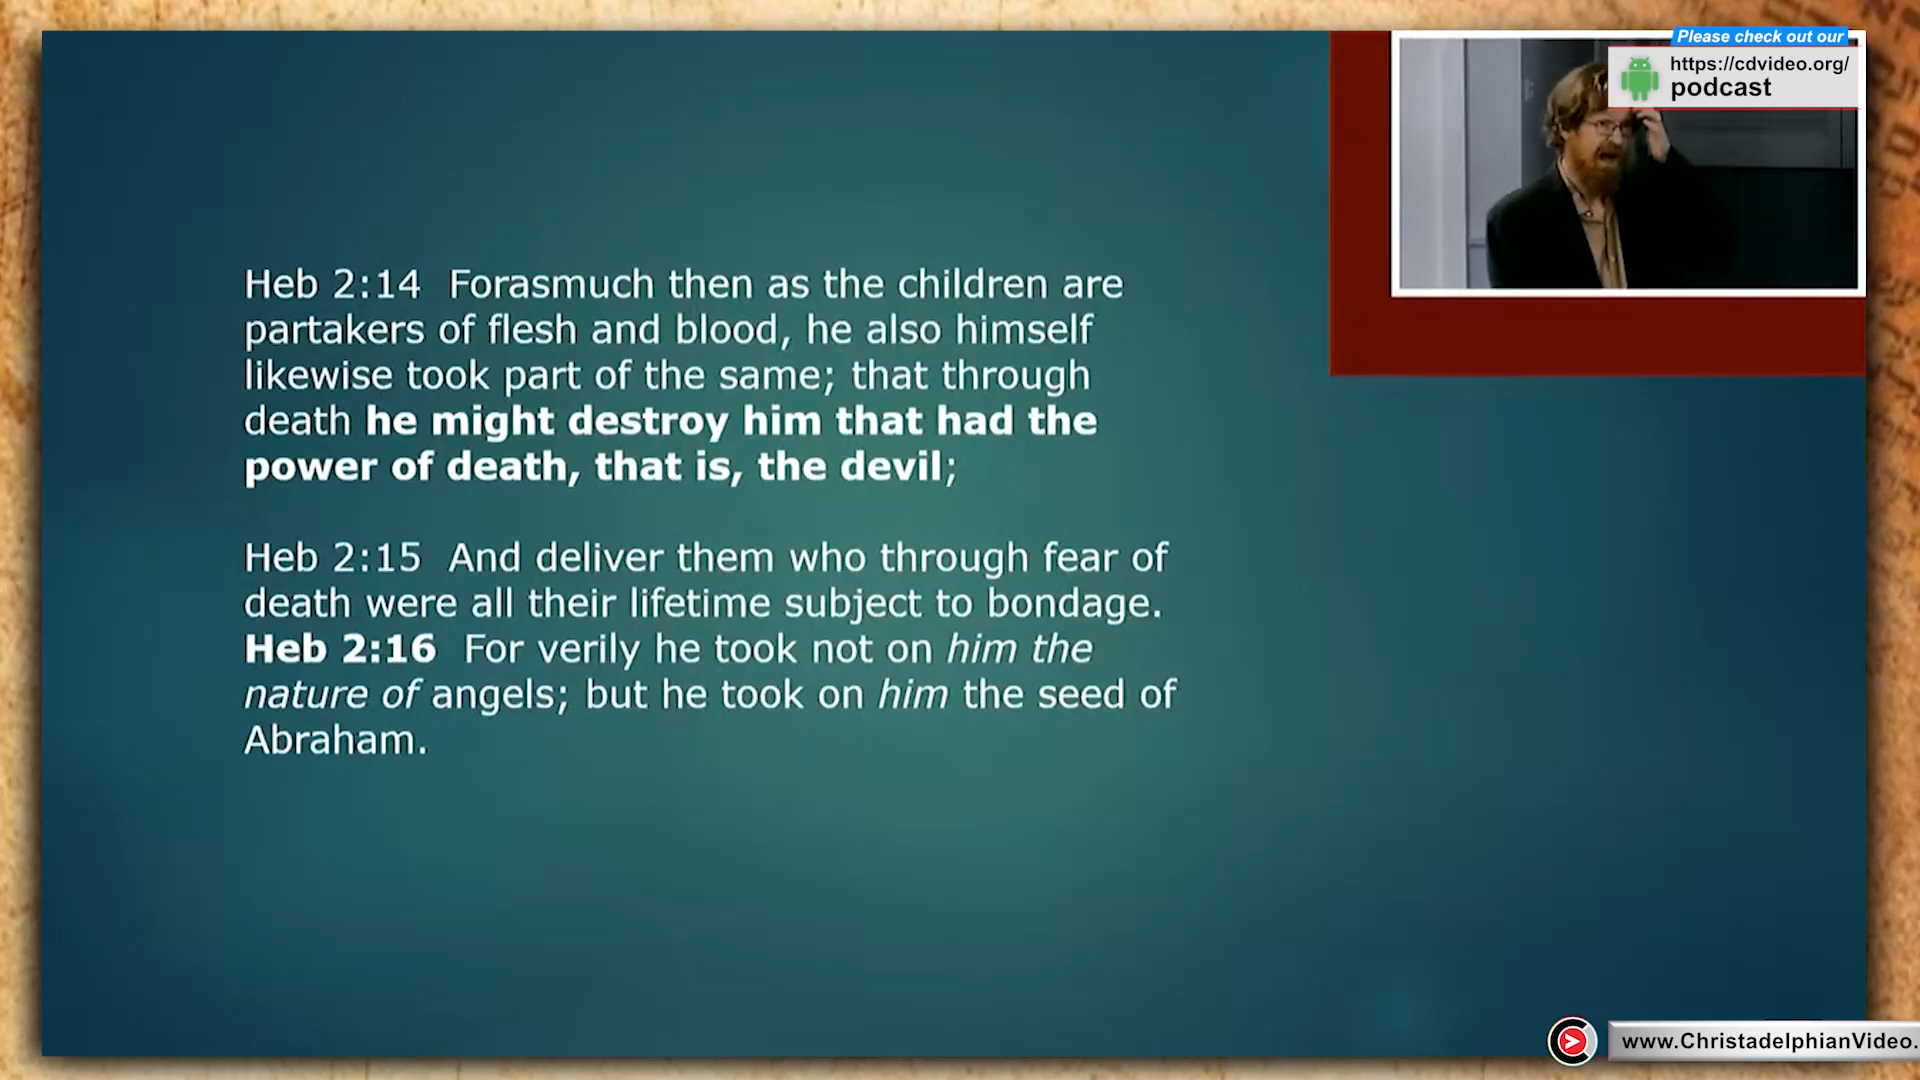 Please check out our
https://cdvideo.org/
podcast
Heb 2:14  Forasmuch then as the children are
partakers of flesh and blood, he also himself
likewise took part of the same; that through
death he might destroy him that had the
power of death, that is, the devil;
Heb 2:15  And deliver them who through fear of
death were all their lifetime subject to bondage.
Heb 2:16  For verily he took not on him the
nature of angels; but he took on him the seed of
Abraham.
www.ChristadelphianVideo.